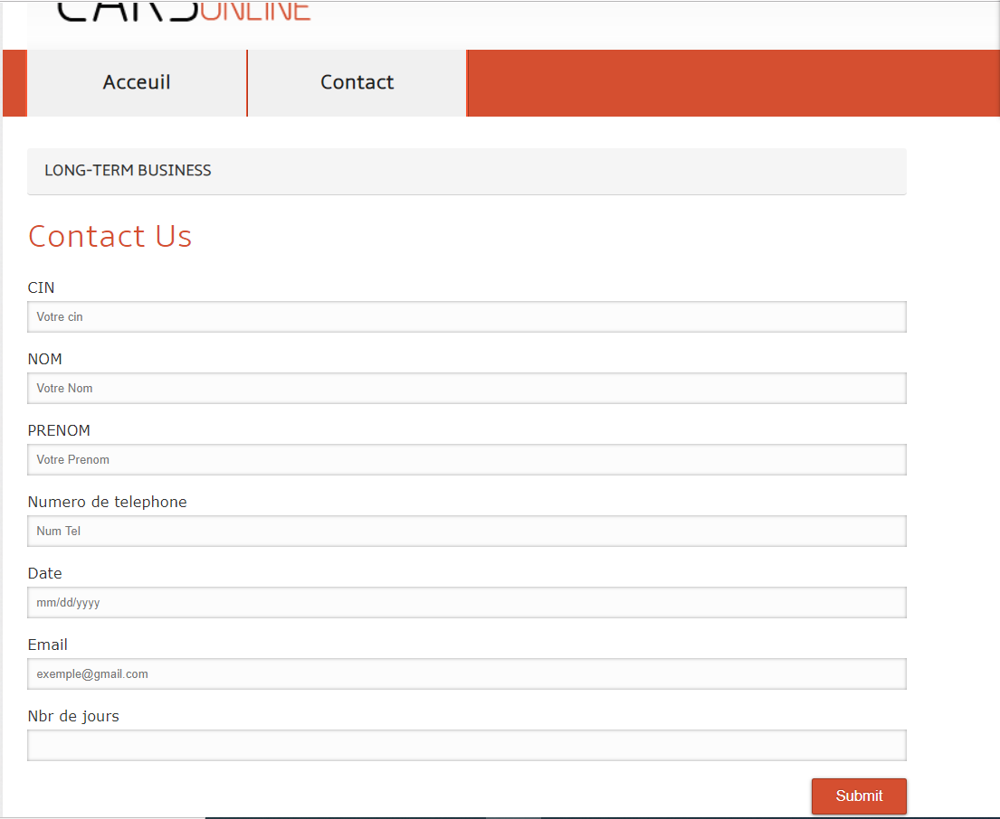 CARSONLINE
Acceuil
Contact
LONG-TERM BUSINESS
Contact Us
CIN
Votre cin
NOM
Votre Nom
PRENOM
Votre Prenom
Numero de telephone
Num Tel
Date
mm/dd/yyyy
Email
exemple@gmail.com
Nbr de jours
Submit